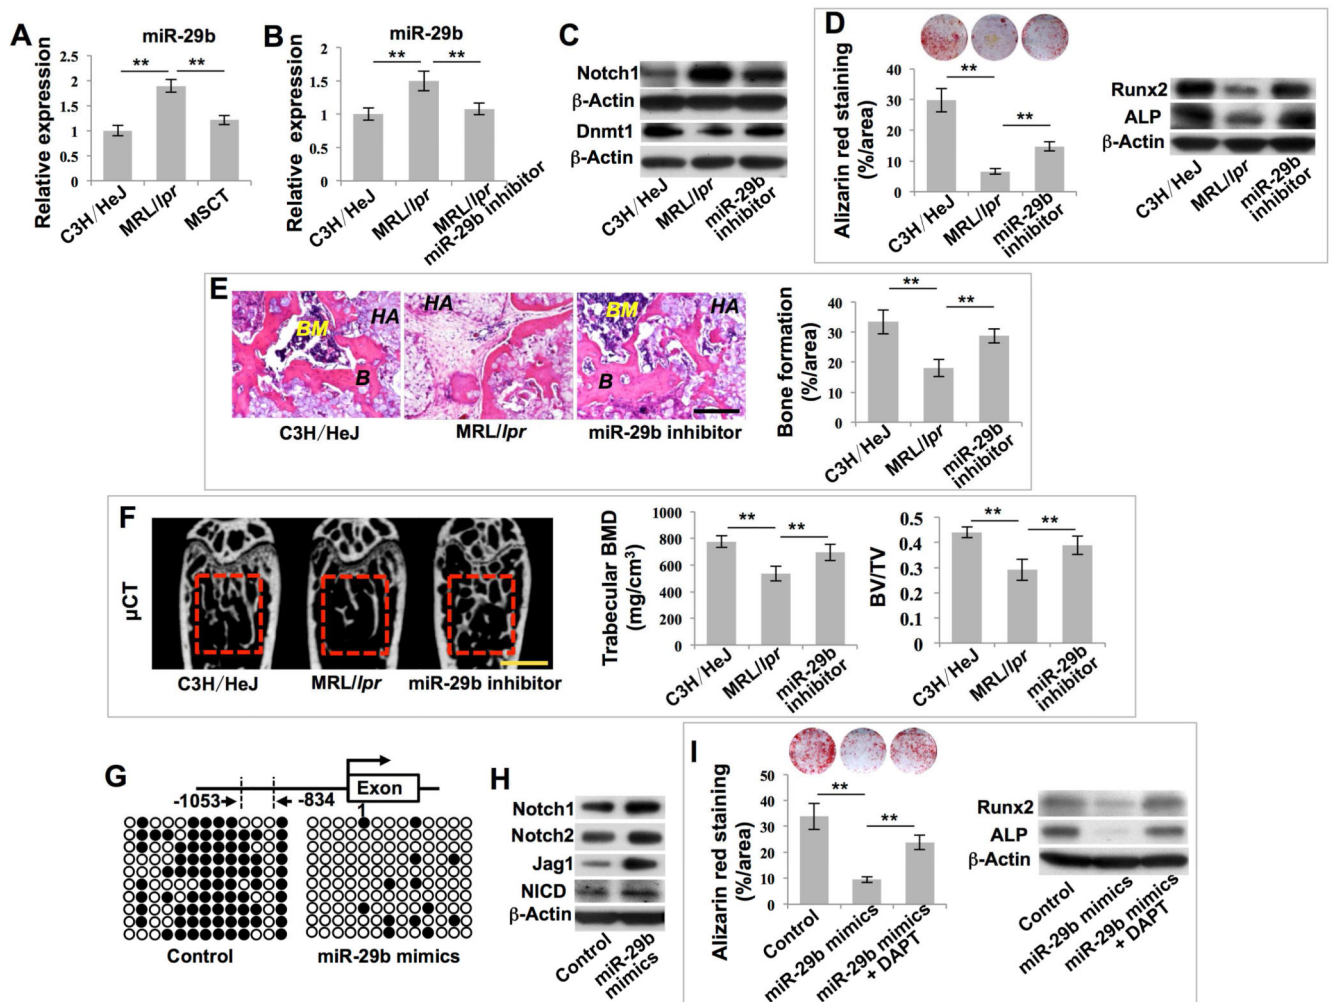 A
miR-29b
Relative expression
2.5
2
1.5
1
0.5
0
**
**
C3H/HeJ
MRL/lpr
MSCT
B
miR-29b
Relative expression
2
1.5
1
0.5
0
**
**
C3H/HeJ
MRL/lpr
MRL/lpr
miR-29b inhibitor
C
Notch1
β-Actin
Dnmt1
β-Actin
C3H/HeJ
MRL/lpr
miR-29b
inhibitor
D
Alizarin red staining
(%/area)
40
30
20
10
0
**
**
C3H/HeJ
MRL/lpr
miR-29b
inhibitor
Runx2
ALP
β-Actin
C3H/HeJ
MRL/lpr
miR-29b
inhibitor
E
BM
HA
B
HA
BM
HA
B
C3H/HeJ
MRL/lpr
miR-29b inhibitor
Bone formation
(%/area)
40
30
20
10
0
**
**
C3H/HeJ
MRL/lpr
miR-29b
inhibitor
F
μCT
C3H/HeJ
MRL/lpr
miR-29b inhibitor
Trabecular BMD
(mg/cm3)
1000
800
600
400
200
0
**
**
C3H/HeJ
MRL/lpr
miR-29b
inhibitor
BV/TV
0.5
0.4
0.3
0.2
0.1
0
**
**
C3H/HeJ
MRL/lpr
miR-29b
inhibitor
G
Exon
1
-1053
-834
Control
miR-29b mimics
H
Notch1
Notch2
Jag1
NICD
β-Actin
Control
miR-29b
mimics
I
Alizarin red staining
(%/area)
50
40
30
20
10
0
**
**
Control
miR-29b mimics
miR-29b mimics
+ DAPT
Runx2
ALP
β-Actin
Control
miR-29b mimics
miR-29b mimics
+ DAPT